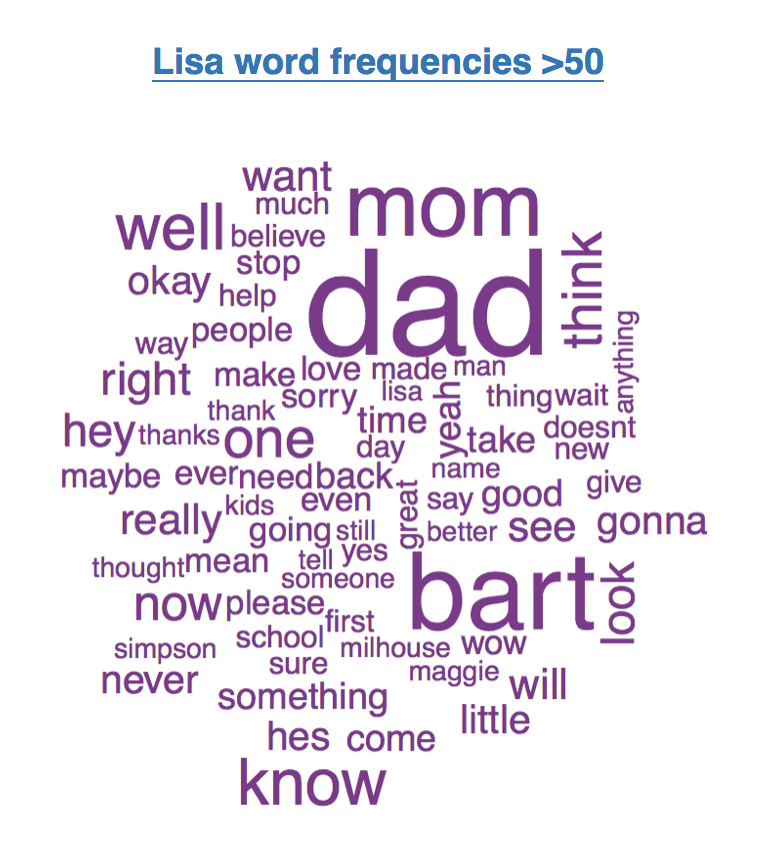 Lisa word frequencies >50
want
much
mom
well
believe
stop
dad
think
okay
help
people
way
anything
right
make
love
made
man
sorry
lisa
thing
wait
thank
time
yeah
hey
thanks
one
day
take
doesnt
new
maybe
ever
need
back
name
give
kids
even
great
say
good
really
going
still
better
see
gonna
thought
mean
tell
yes
someone
bart
look
now
please
first
school
milhouse
wow
simpson
sure
maggie
never
something
will
little
hes
come
know